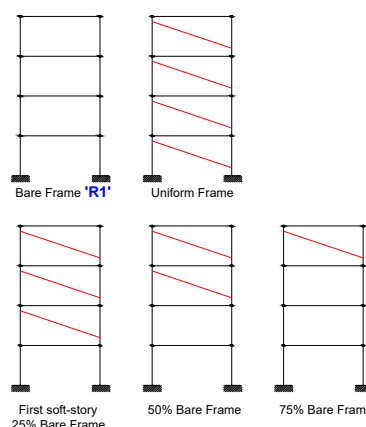 Bare Frame 'R1'
Uniform Frame
First soft-story
25% Bare Frame
50% Bare Frame
75% Bare Fram